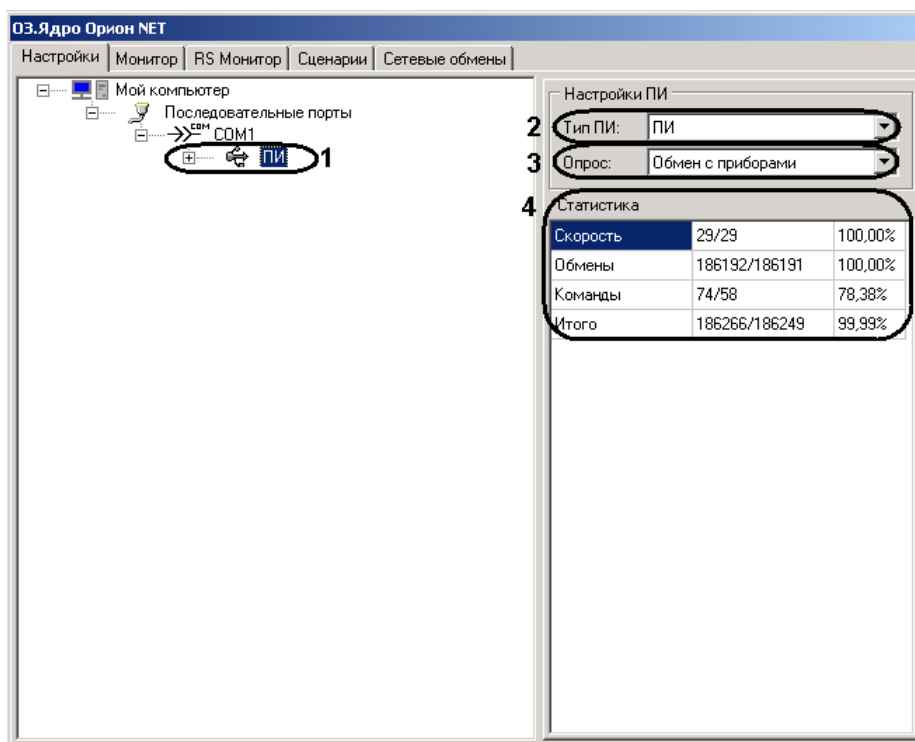 ОЗ.Ядро Орион NET
Настройки Монитор RS Монитор Сценарии Сетевые обмены
Мой компьютер
Последовательные порты
COM COM1
ПИ 1
Настройки ПИ
2 Тип ПИ: ПИ
3 Опрос: Обмен с приборами
4 Статистика
Скорость 29/29 100,00%
Обмены 186192/186191 100,00%
Команды 74/58 78,38%
Итого 186266/186249 99,99%